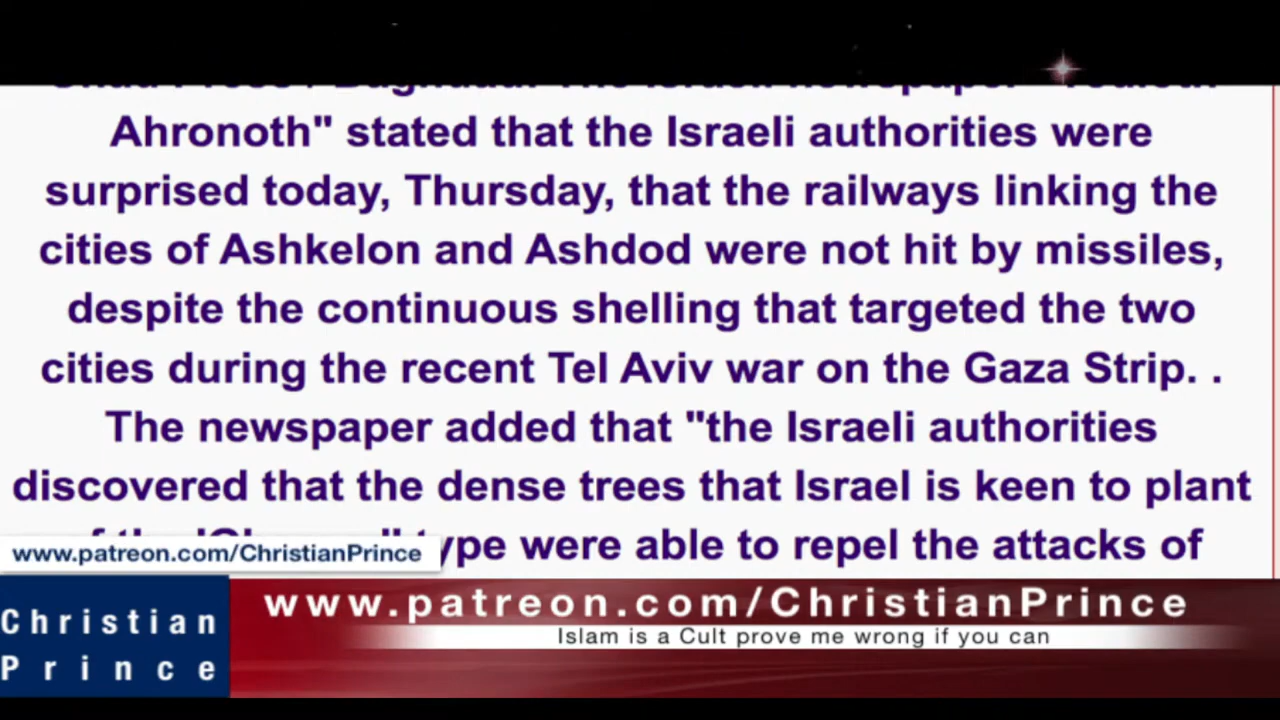 Ahronoth" stated that the Israeli authorities were
surprised today, Thursday, that the railways linking the
cities of Ashkelon and Ashdod were not hit by missiles,
despite the continuous shelling that targeted the two
cities during the recent Tel Aviv war on the Gaza Strip. .
The newspaper added that "the Israeli authorities
discovered that the dense trees that Israel is keen to plant
of the type were able to repel the attacks of
www.patreon.com/ChristianPrince
www.patreon.com/ChristianPrince
Islam is a Cult prove me wrong if you can
Christian
Prince